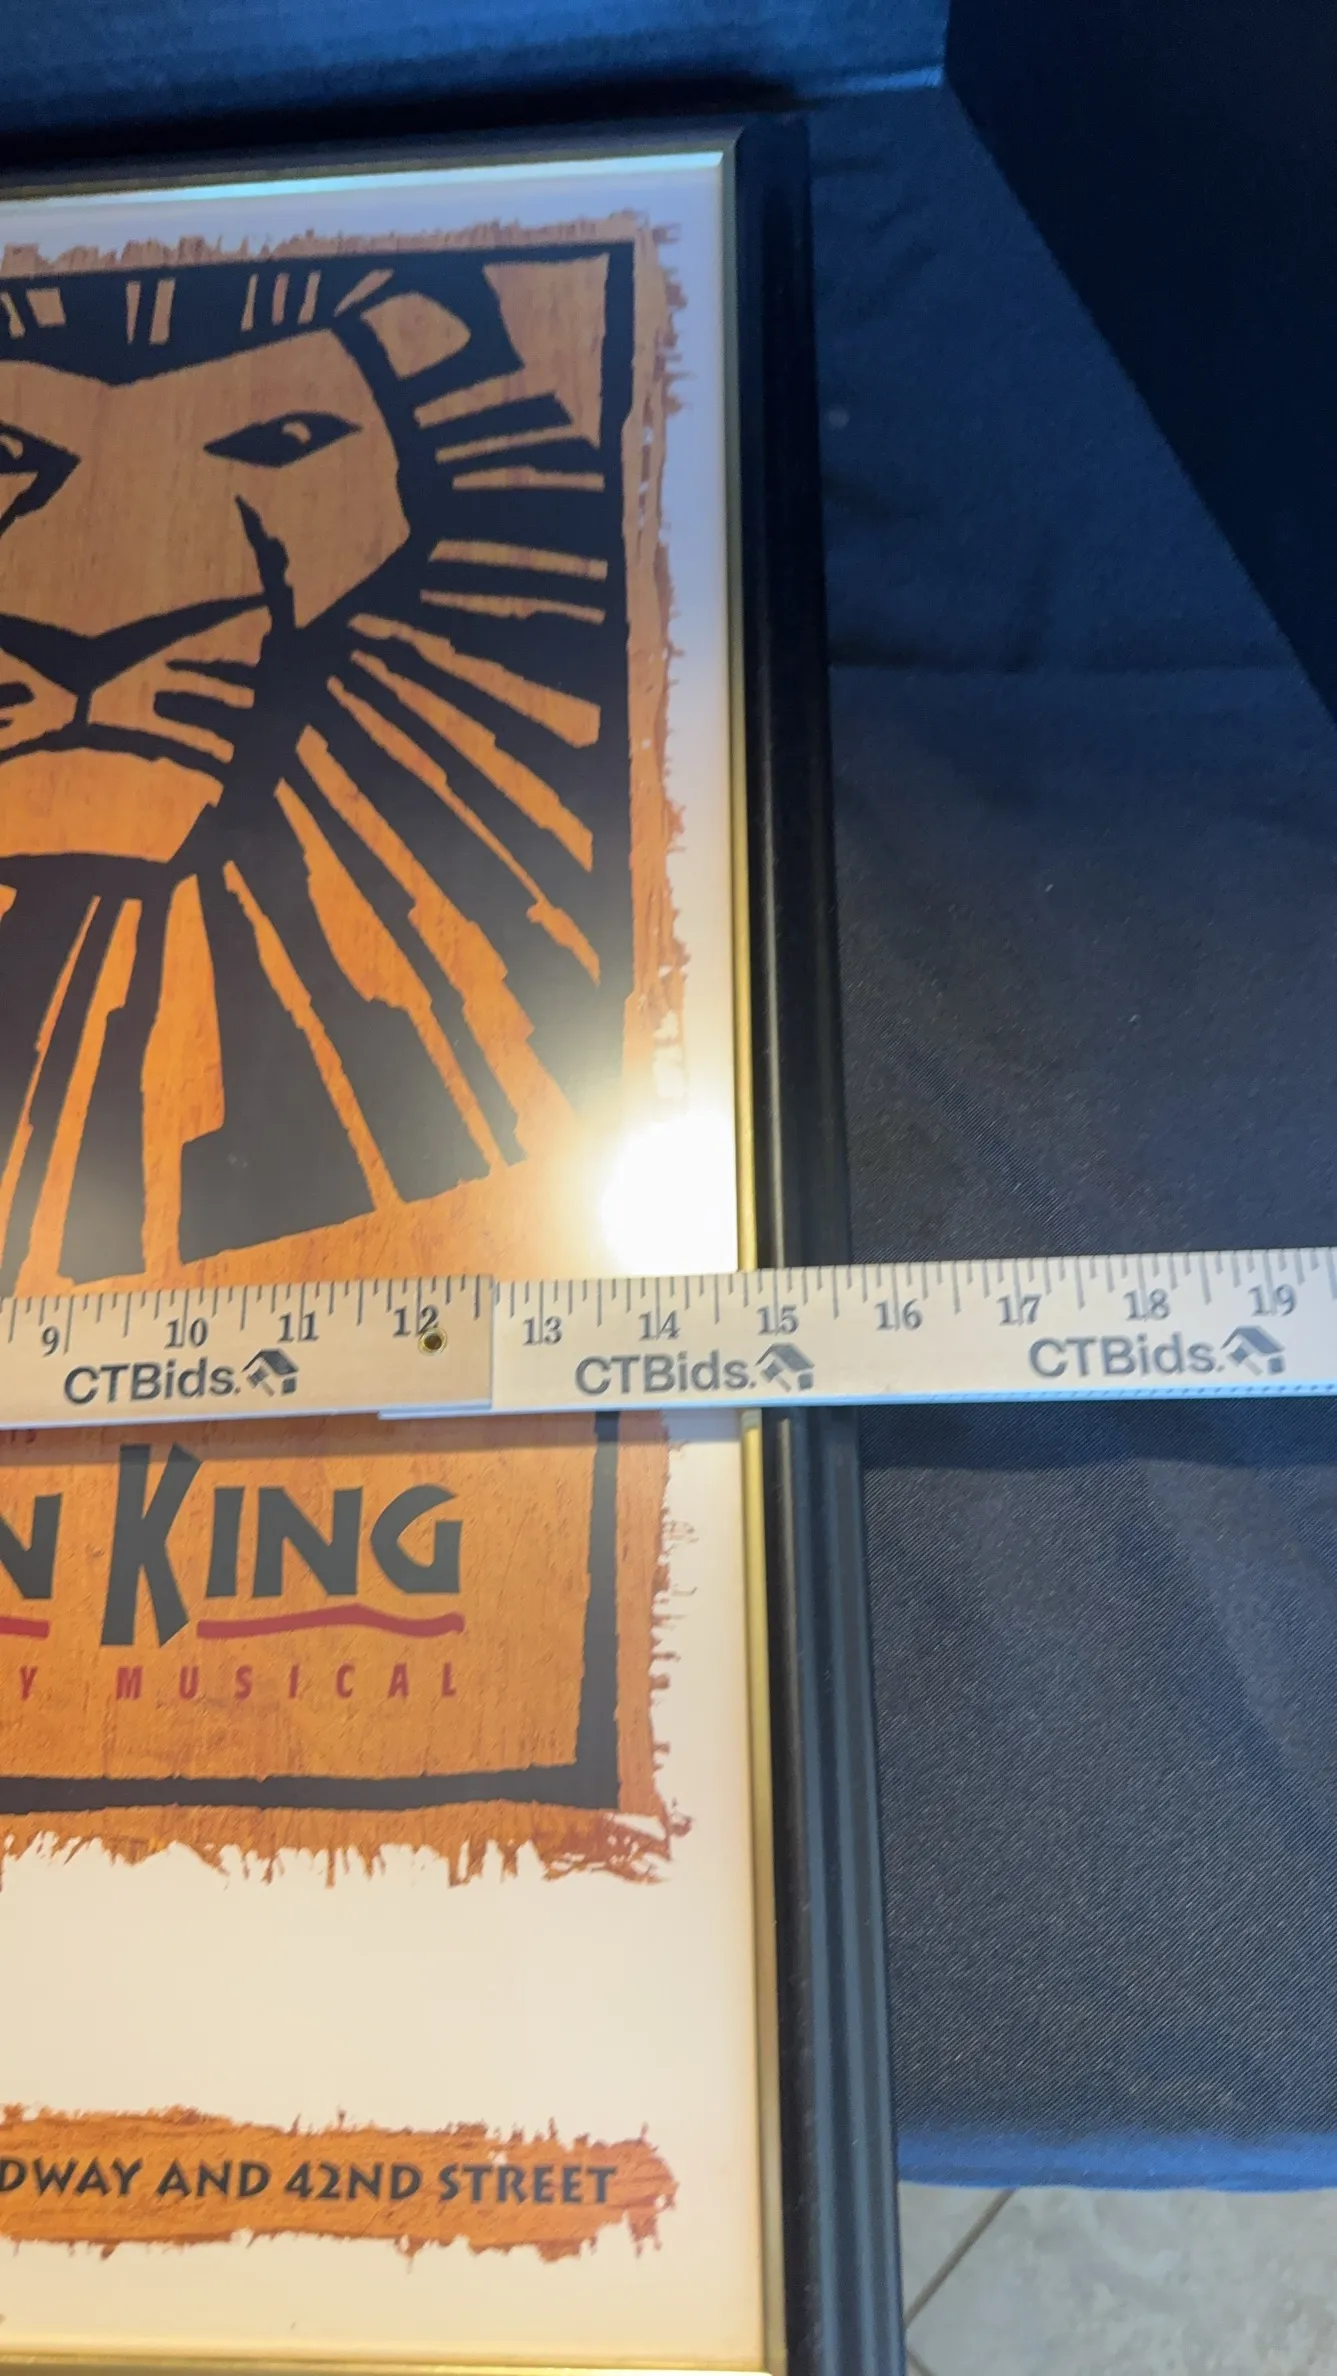 9 10 11 12 13 14 15 16 17 18 19
CTBids. CTBids. CTBids.
N KING
Y MUSICAL
DWAY AND 42ND STREET